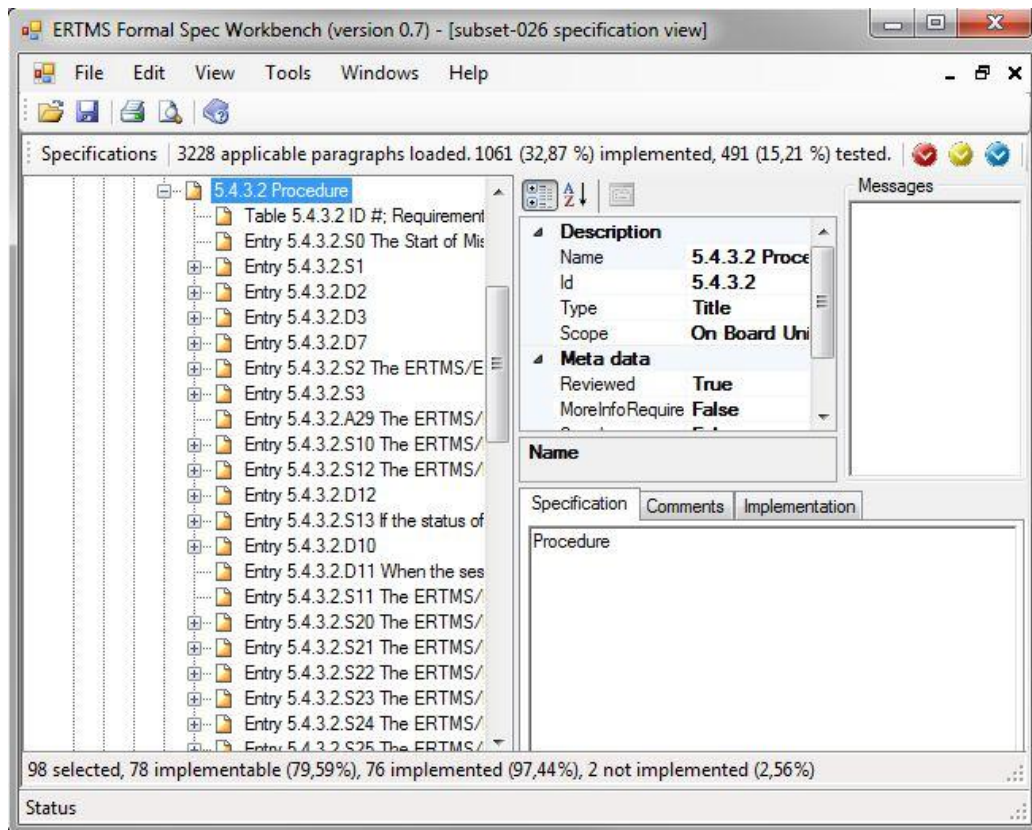 ERTMS Formal Spec Workbench (version 0.7) - [subset-026 specification view]
File Edit View Tools Windows Help
Specifications 3228 applicable paragraphs loaded. 1061 (32,87 %) implemented, 491 (15,21 %) tested.
5.4.3.2 Procedure
Table 5.4.3.2 ID #; Requirement
Entry 5.4.3.2.S0 The Start of Mis
Entry 5.4.3.2.S1
Entry 5.4.3.2.D2
Entry 5.4.3.2.D3
Entry 5.4.3.2.D7
Entry 5.4.3.2.S2 The ERTMS/E
Entry 5.4.3.2.S3
Entry 5.4.3.2.A29 The ERTMS/
Entry 5.4.3.2.S10 The ERTMS/
Entry 5.4.3.2.S12 The ERTMS/
Entry 5.4.3.2.D12
Entry 5.4.3.2.S13 If the status of
Entry 5.4.3.2.D10
Entry 5.4.3.2.D11 When the ses
Entry 5.4.3.2.S11 The ERTMS/
Entry 5.4.3.2.S20 The ERTMS/
Entry 5.4.3.2.S21 The ERTMS/
Entry 5.4.3.2.S22 The ERTMS/
Entry 5.4.3.2.S23 The ERTMS/
Entry 5.4.3.2.S24 The ERTMS/
Entry 5.4.3.2.S25 The ERTMS/
Description
Name 5.4.3.2 Proce
Id 5.4.3.2
Type Title
Scope On Board Uni
Meta data
Reviewed True
MoreInfoRequire False
Name
Messages
Specification Comments Implementation
Procedure
98 selected, 78 implementable (79,59%), 76 implemented (97,44%), 2 not implemented (2,56%)
Status